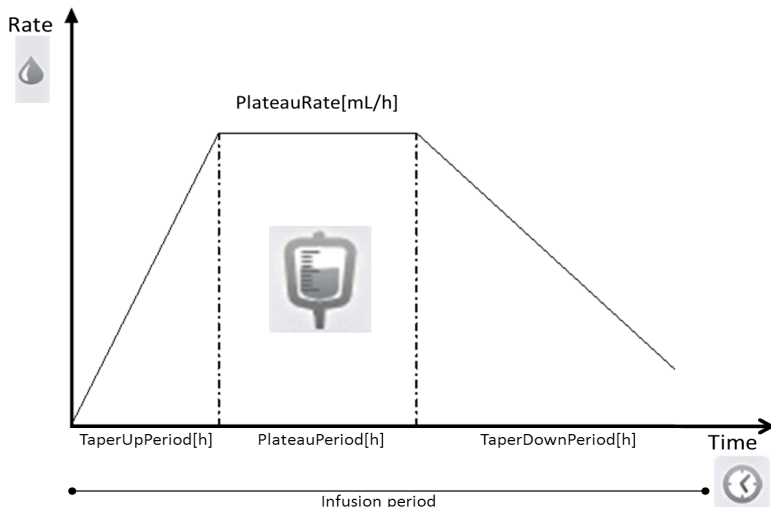 Rate
PlateauRate[mL/h]
TaperUpPeriod[h] PlateauPeriod[h] TaperDownPeriod[h]
Time
Infusion period